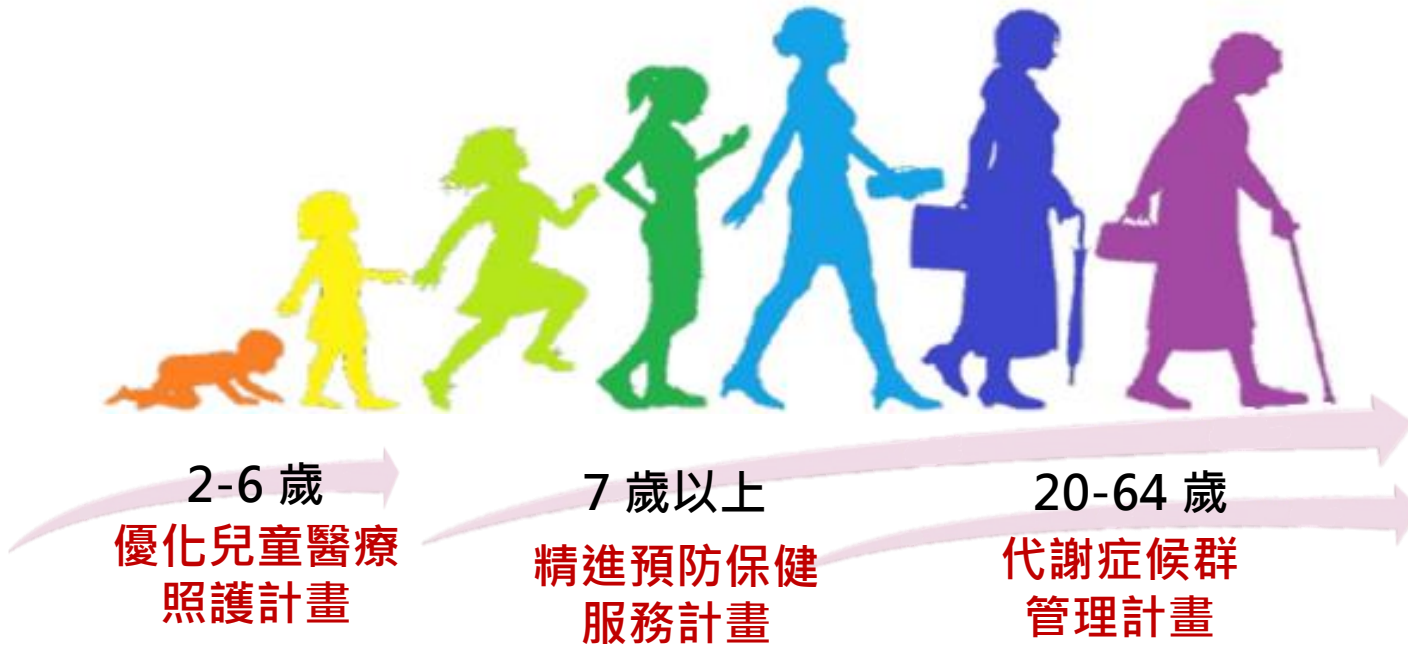 2-6 歲
優化兒童醫療
照護計畫
7 歲以上
精進預防保健
服務計畫
20-64 歲
代謝症候群
管理計畫